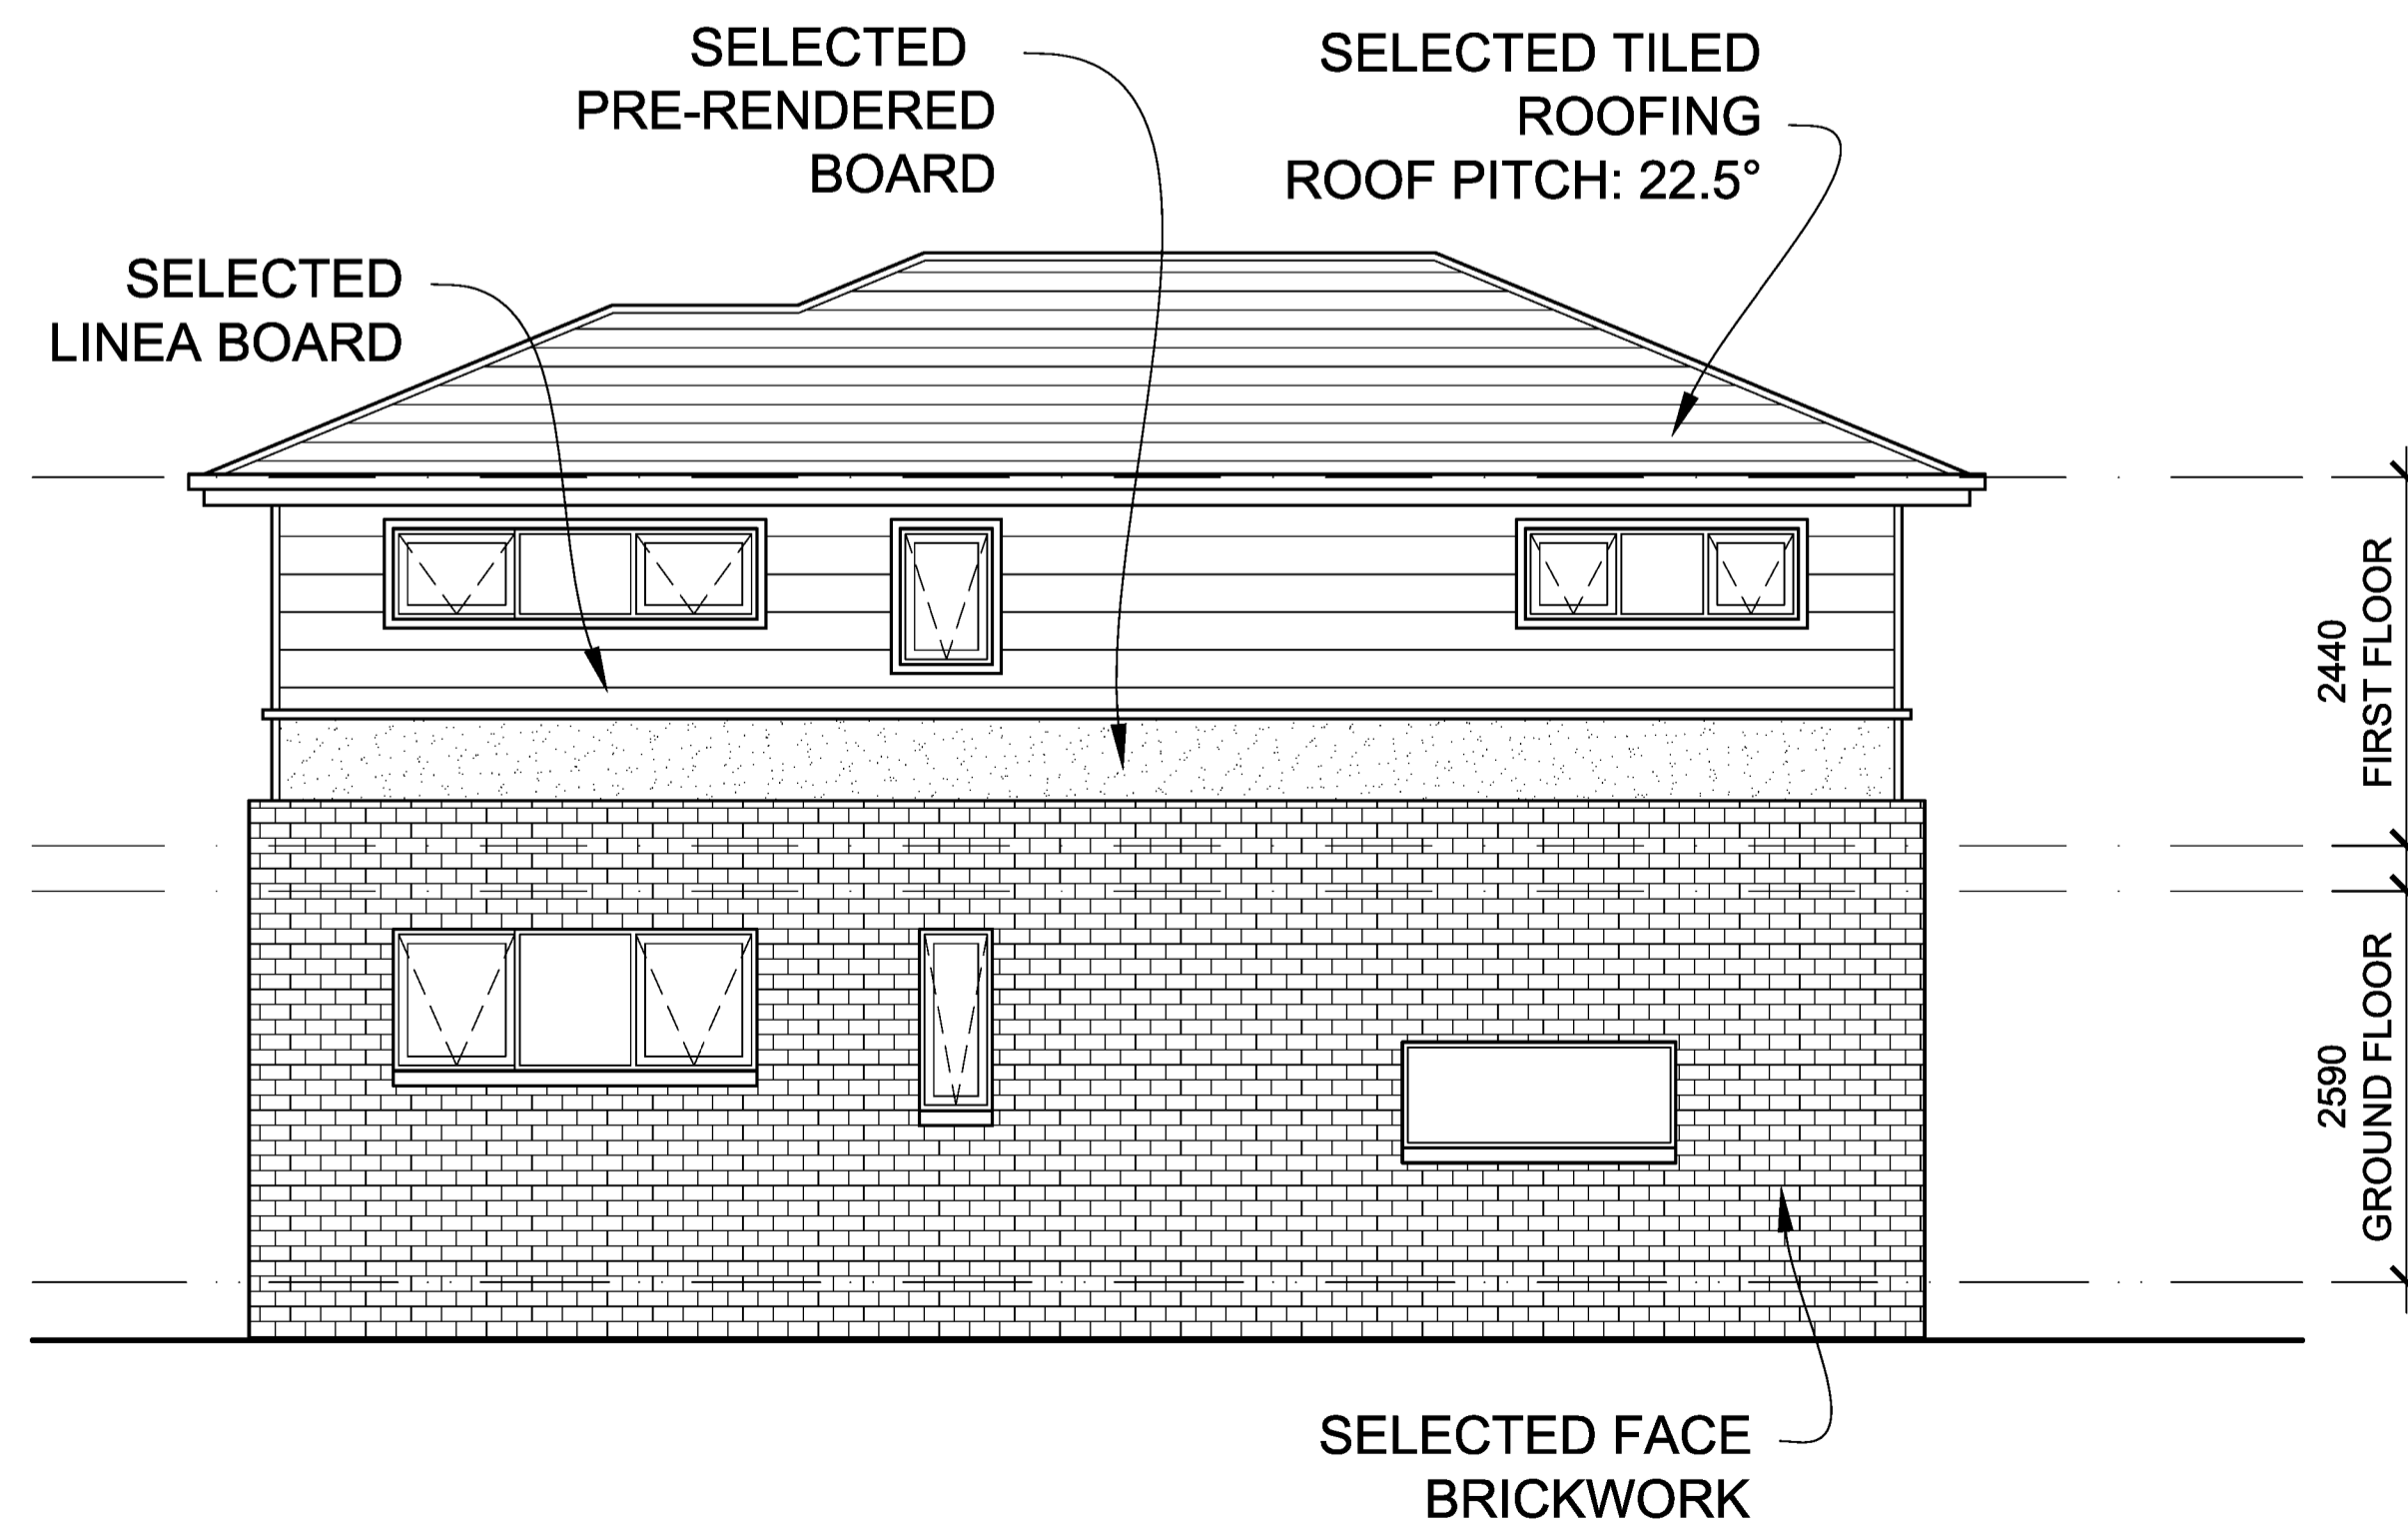 SELECTED
PRE-RENDERED
BOARD
SELECTED TILED
ROOFING
ROOF PITCH: 22.5°
SELECTED
LINEA BOARD
2440
FIRST FLOOR
2590
GROUND FLOOR
SELECTED FACE
BRICKWORK